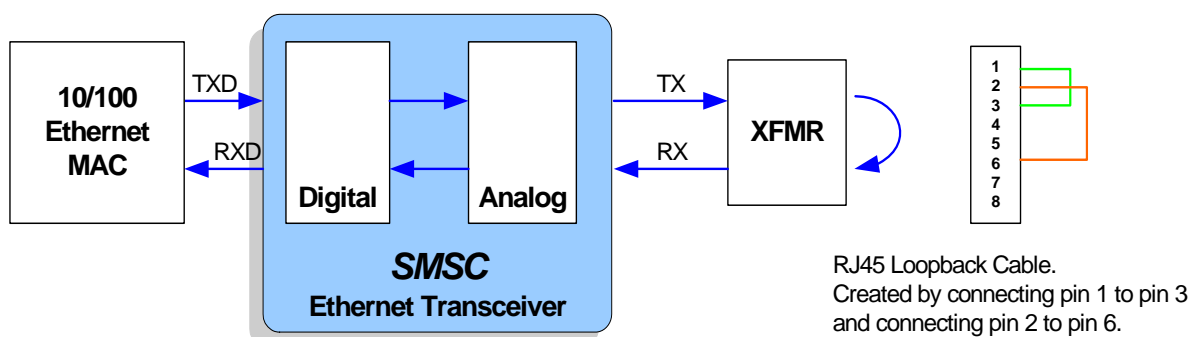 10/100
Ethernet
MAC
TXD
RXD
Digital
Analog
SMSC
Ethernet Transceiver
TX
RX
XFMR
1
2
3
4
5
6
7
8
RJ45 Loopback Cable.
Created by connecting pin 1 to pin 3
and connecting pin 2 to pin 6.